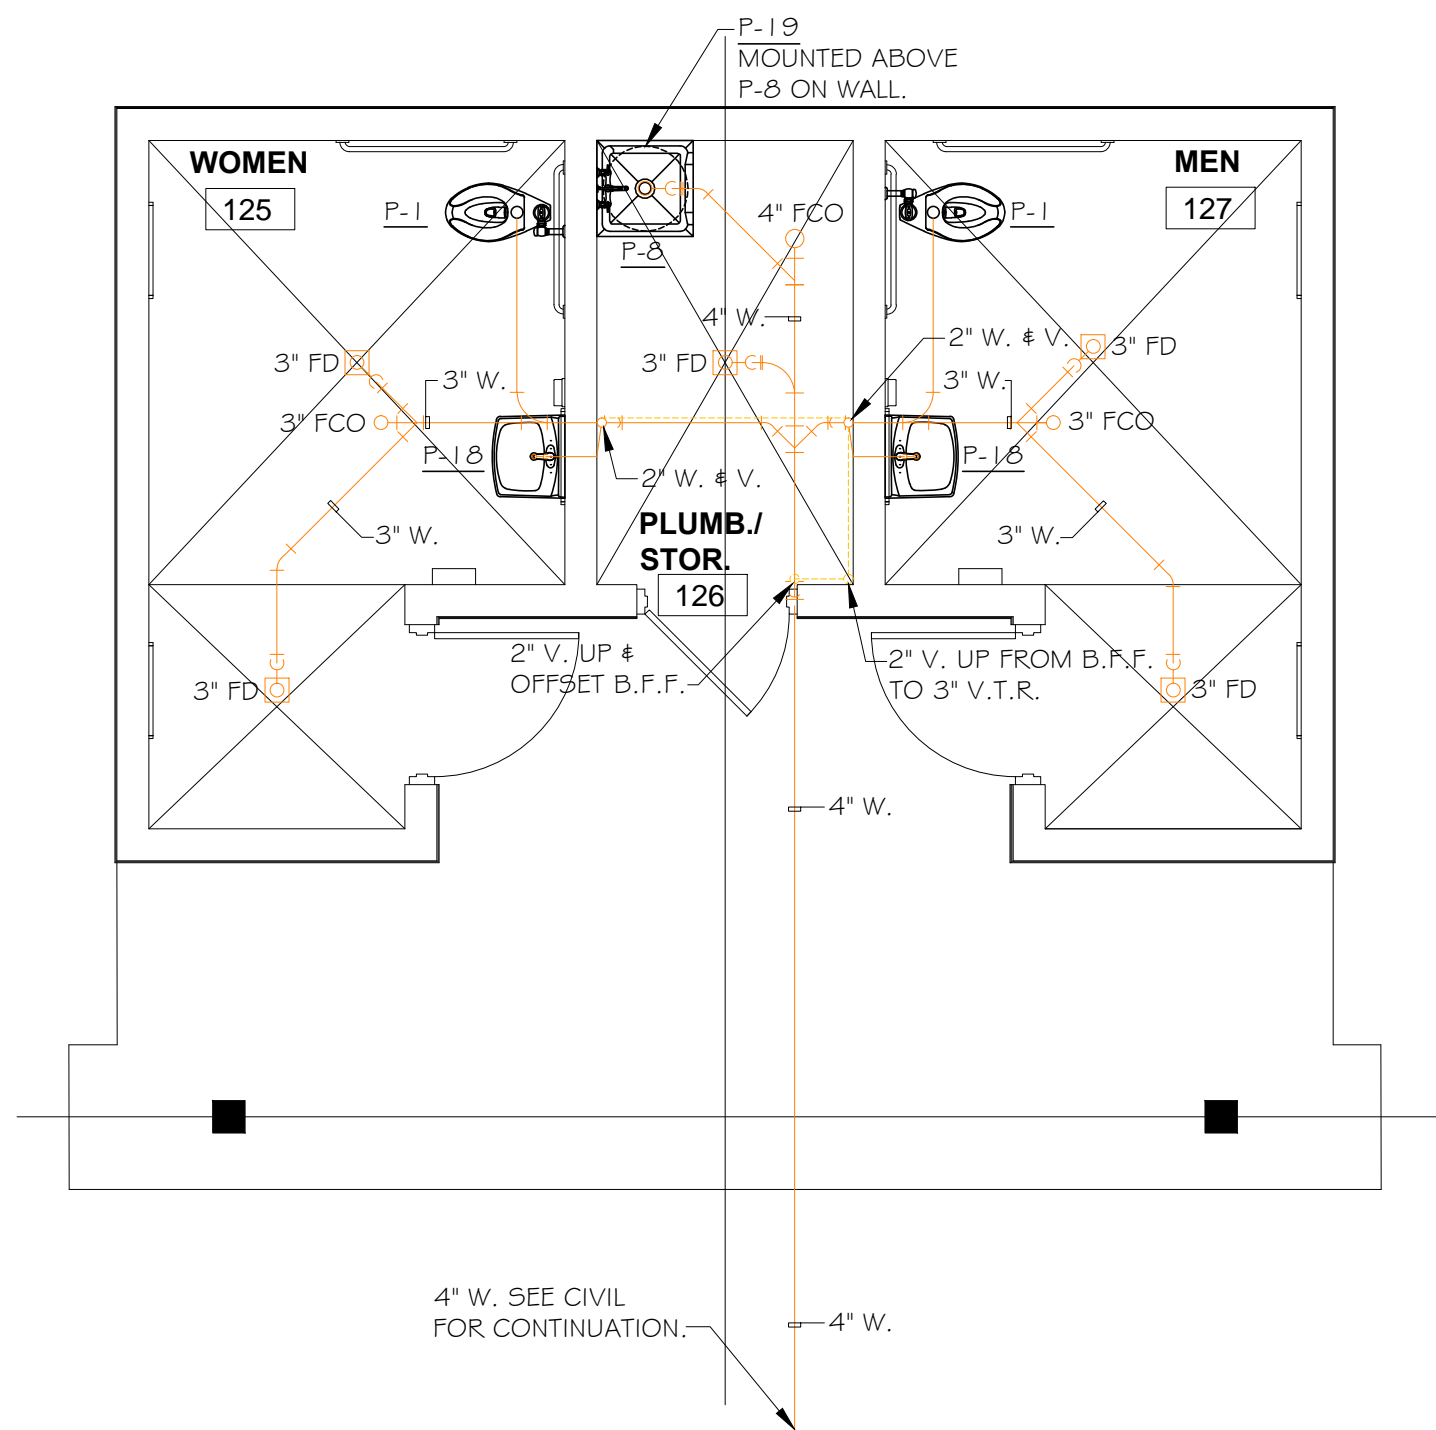 P-19
MOUNTED ABOVE
P-8 ON WALL.
WOMEN
125
P-1
P-8
4" FCO
P-1
MEN
127
4" W.
2" W. & V.
3" FD
3" FD
3" FD
3" W.
3" W.
3" FCO
3" FCO
P-18
P-18
2" W. & V.
3" W.
PLUMB./
STOR.
126
3" W.
2" V. UP &
OFFSET B.F.F.
2" V. UP FROM B.F.F.
TO 3" V.T.R.
3" FD
3" FD
4" W.
4" W. SEE CIVIL
FOR CONTINUATION.
4" W.